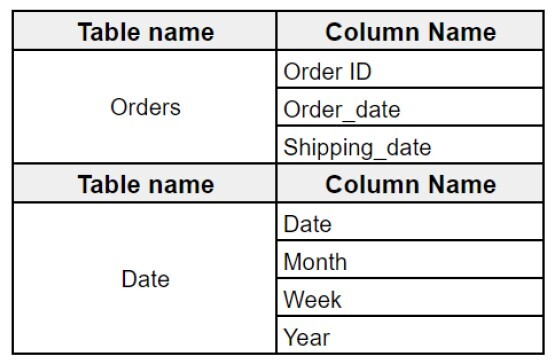 Table name Column Name
Orders
Order ID
Order_date
Shipping_date
Table name Column Name
Date
Date
Month
Week
Year